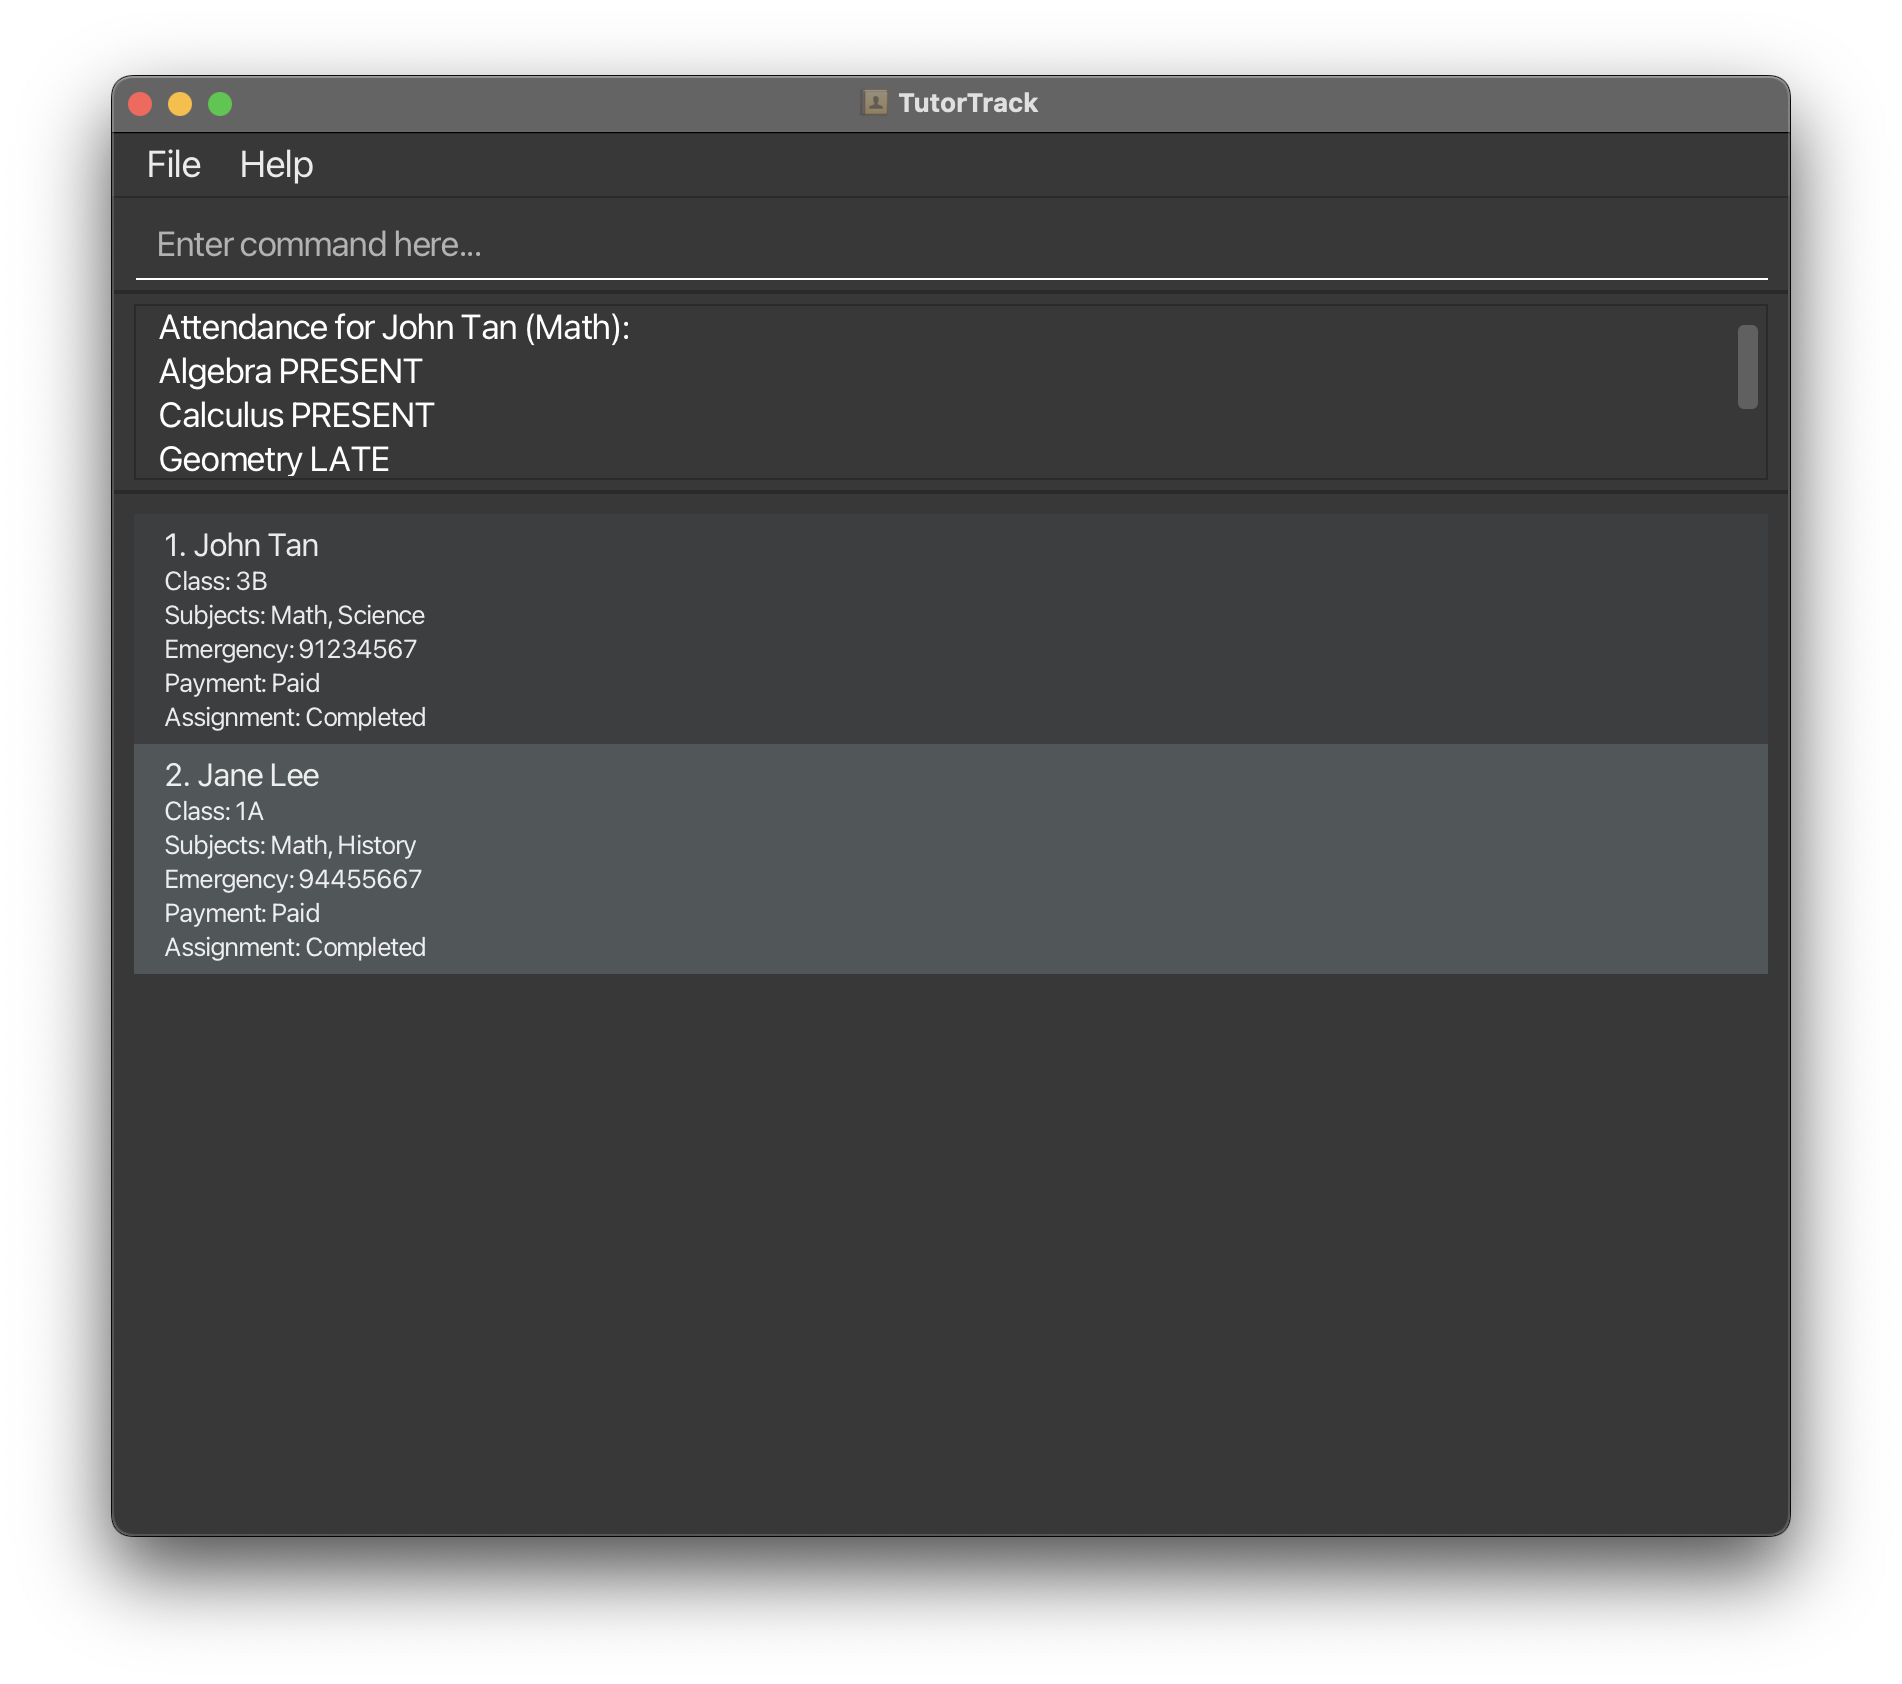 TutorTrack
File Help
Enter command here...
Attendance for John Tan (Math):
Algebra PRESENT
Calculus PRESENT
Geometry LATE
1. John Tan
Class: 3B
Subjects: Math, Science
Emergency: 91234567
Payment: Paid
Assignment: Completed
2. Jane Lee
Class: 1A
Subjects: Math, History
Emergency: 94455667
Payment: Paid
Assignment: Completed